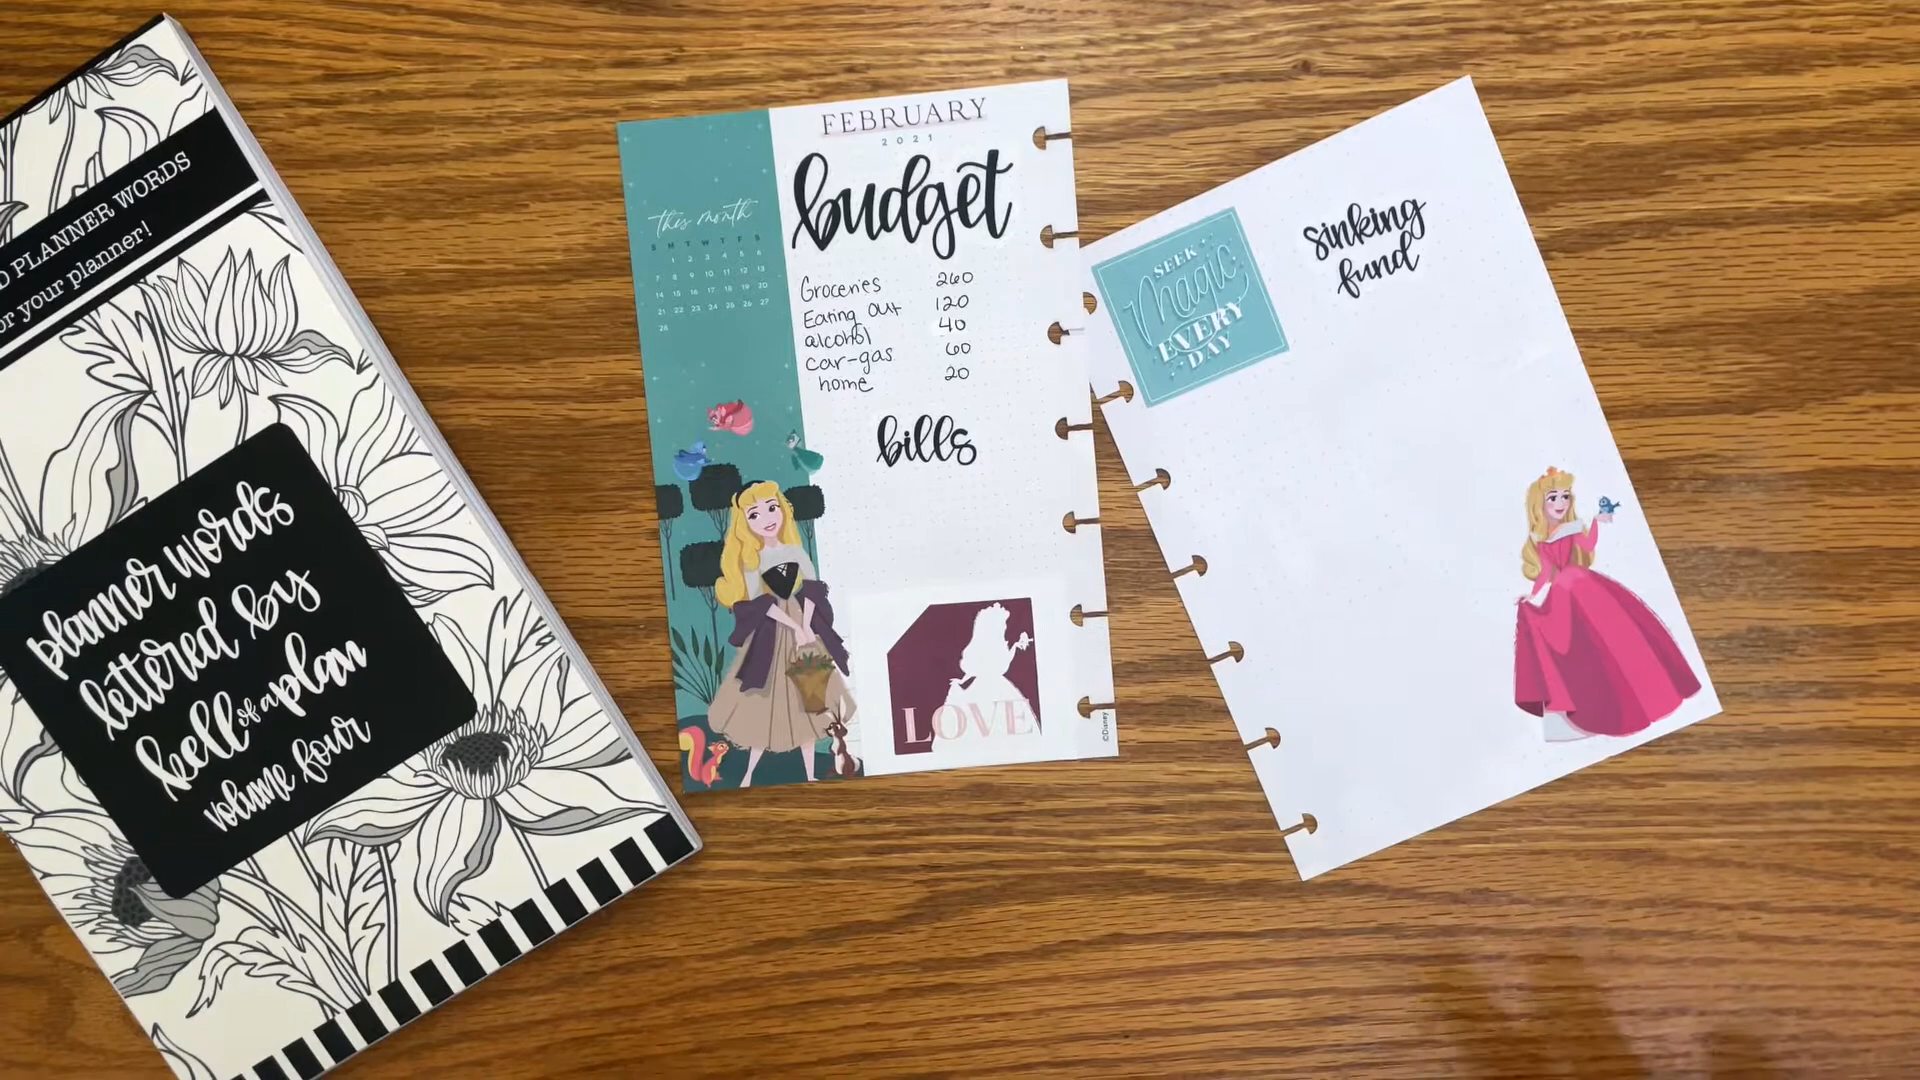 D PLANNER WORDS
or your planner!
planner words
lettered by
bell of a plan
volume four
FEBRUARY
2021
budget
this month
S M T W T F S
1 2 3 4 5 6
7 8 9 10 11 12 13
14 15 16 17 18 19 20
21 22 23 24 25 26 27
28
Groceries 260
Eating Out 120
alcohol 40
car-gas 60
home 20
bills
LOVE
©Disney
SEEK
Magic
EVERY
DAY
sinking
fund